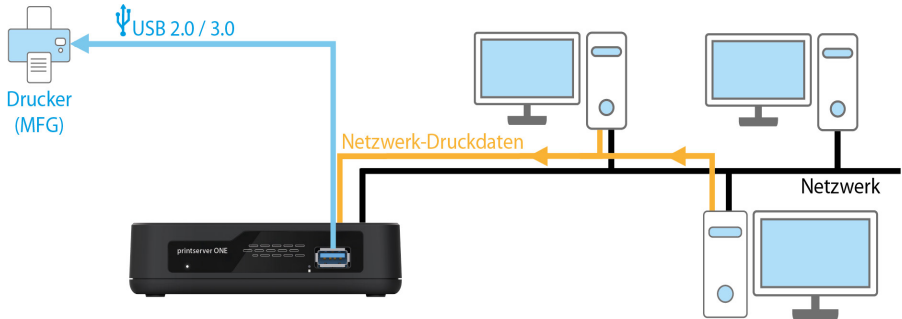 USB 2.0 / 3.0
Drucker
(MFG)
Netzwerk-Druckdaten
Netzwerk
printserver ONE